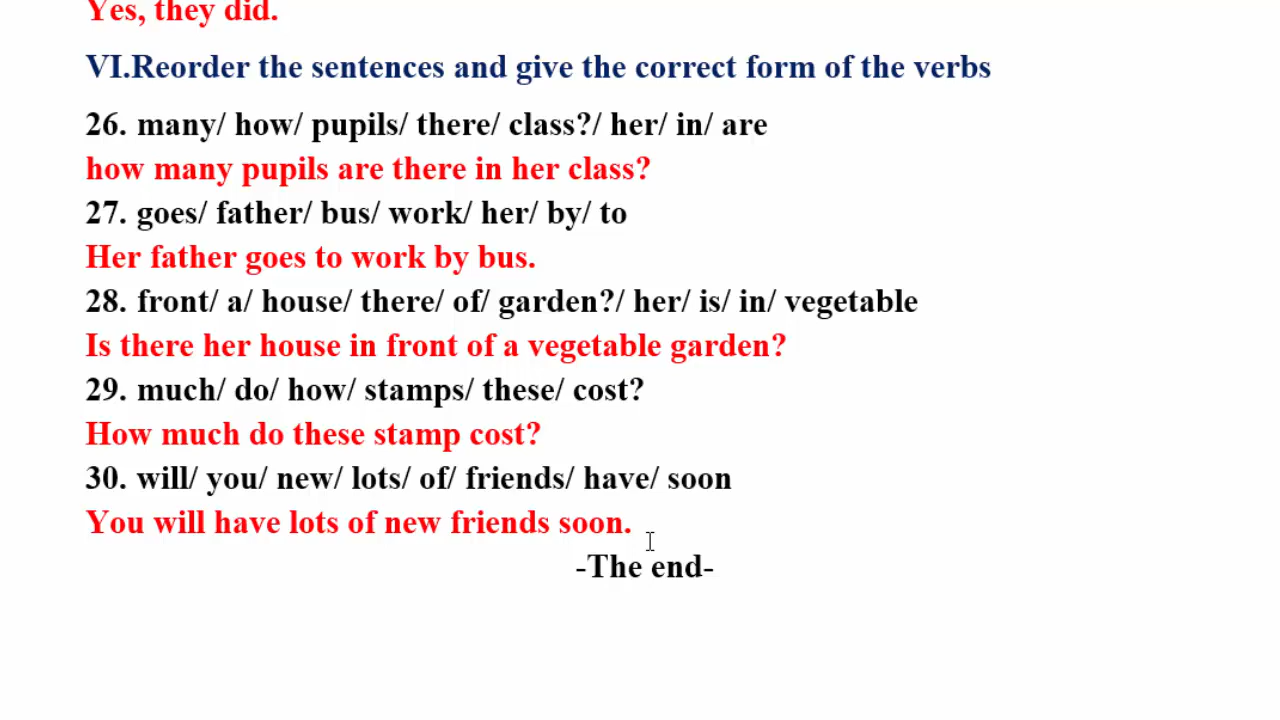 Yes, they did.
VI.Reorder the sentences and give the correct form of the verbs
26. many/ how/ pupils/ there/ class?/ her/ in/ are
how many pupils are there in her class?
27. goes/ father/ bus/ work/ her/ by/ to
Her father goes to work by bus.
28. front/ a/ house/ there/ of/ garden?/ her/ is/ in/ vegetable
Is there her house in front of a vegetable garden?
29. much/ do/ how/ stamps/ these/ cost?
How much do these stamp cost?
30. will/ you/ new/ lots/ of/ friends/ have/ soon
You will have lots of new friends soon.
-The end-